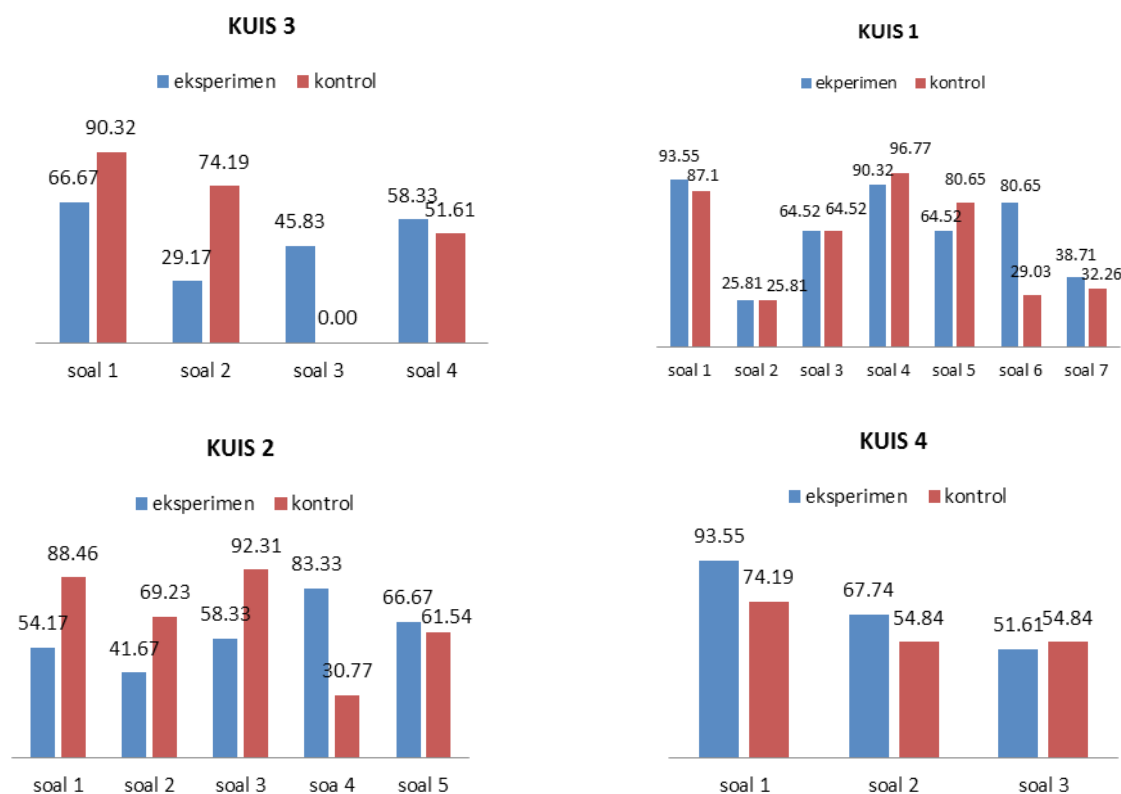 KUIS 3
eksperimen kontrol
90.32
66.67
74.19
29.17
45.83
0.00
58.33
51.61
soal 1 soal 2 soal 3 soal 4
KUIS 1
ekperimen kontrol
93.55
87.1
25.81 25.81
64.52 64.52
90.32
96.77
64.52
80.65
80.65
29.03
38.71
32.26
soal 1 soal 2 soal 3 soal 4 soal 5 soal 6 soal 7
KUIS 2
eksperimen kontrol
54.17
88.46
41.67
69.23
58.33
92.31
83.33
30.77
66.67
61.54
soal 1 soal 2 soal 3 soa 4 soal 5
KUIS 4
eksperimen kontrol
93.55
74.19
67.74
54.84
51.61 54.84
soal 1 soal 2 soal 3